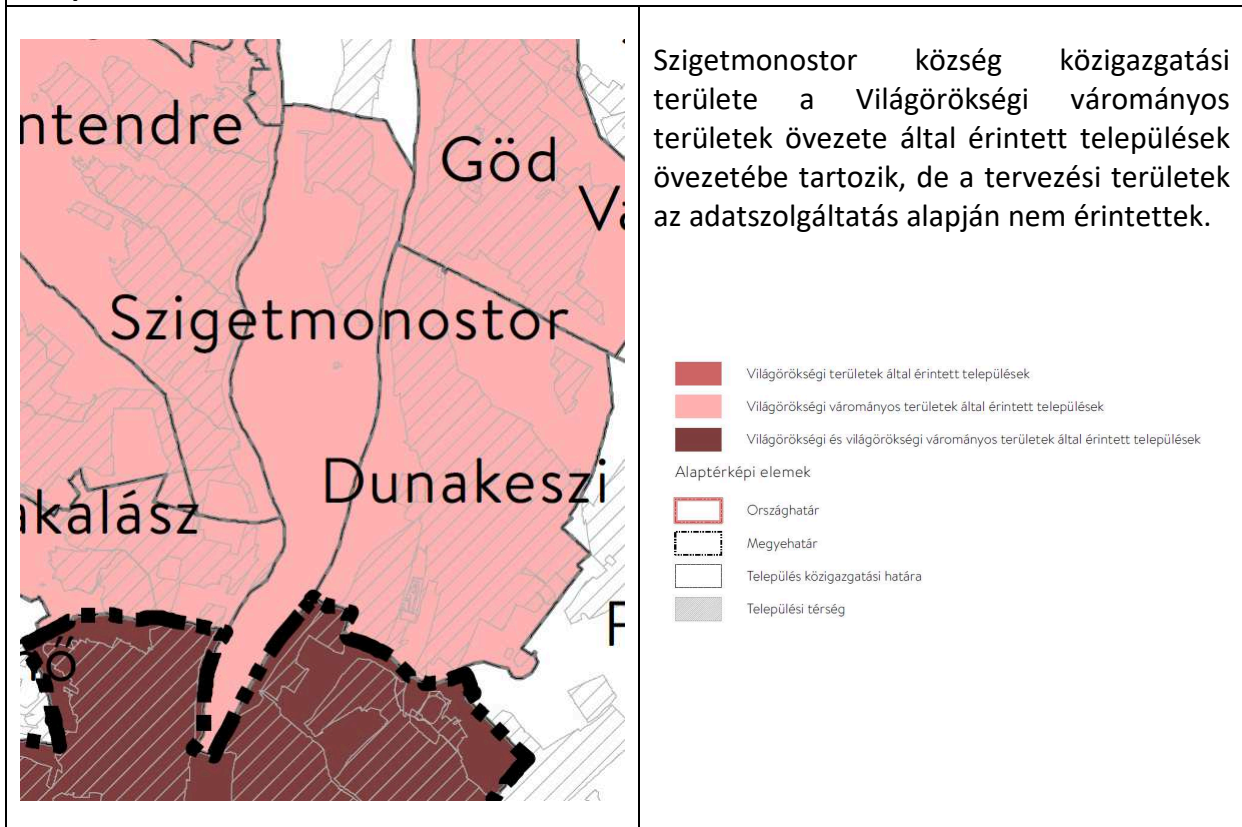 ntendre
Göd
Szigetmonostor
Dunakeszi
akalász
nő
Szigetmonostor község közigazgatási
területe a Világörökségi várományos
területek övezete által érintett települések
övezetébe tartozik, de a tervezési területek
az adatszolgáltatás alapján nem érintettek.
Világörökségi területek által érintett települések
Világörökségi várományos területek által érintett települések
Világörökségi és világörökségi várományos területek által érintett települések
Alaptérképi elemek
Országhatár
Megyehatár
Település közigazgatási határa
Települési térség